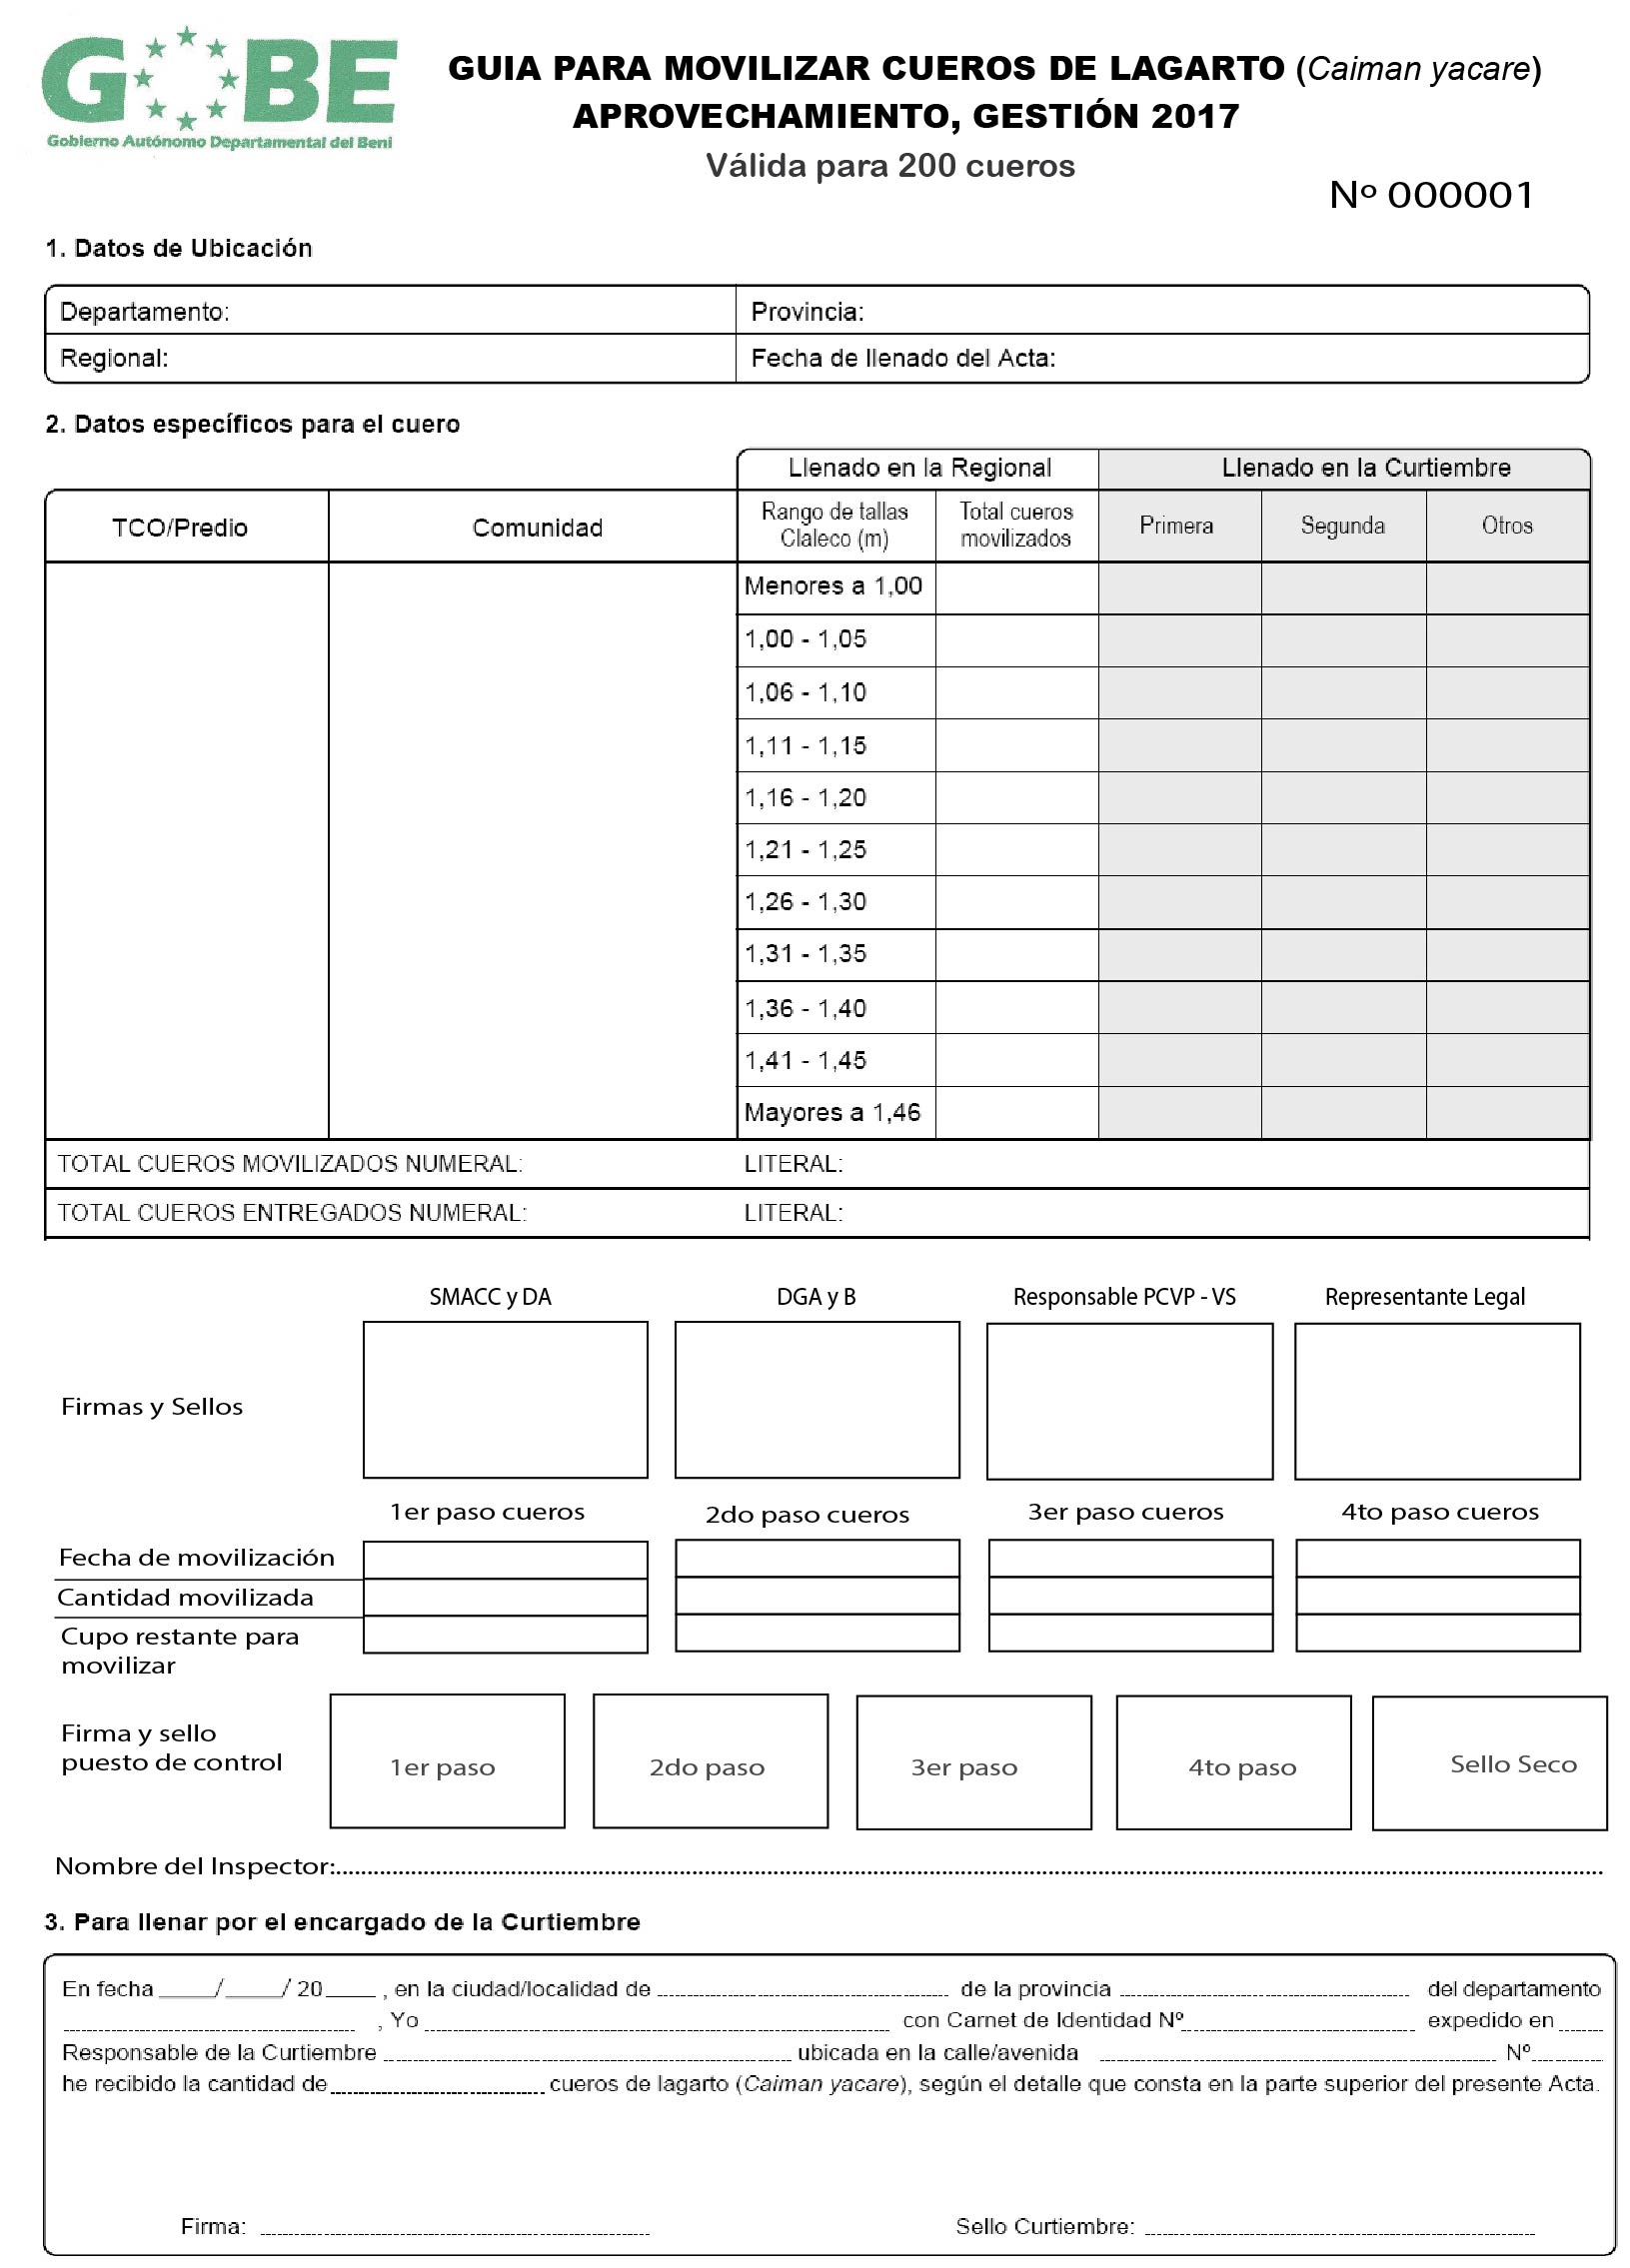 GOBE
Gobierno Autónomo Departamental del Beni
GUIA PARA MOVILIZAR CUEROS DE LAGARTO (Caiman yacare)
APROVECHAMIENTO, GESTIÓN 2017
Válida para 200 cueros
Nº 000001
1. Datos de Ubicación
Departamento: Provincia:
Regional: Fecha de llenado del Acta:
2. Datos específicos para el cuero
Llenado en la Regional Llenado en la Curtiembre
TCO/Predio Comunidad Rango de tallas Claleco (m) Total cueros movilizados Primera Segunda Otros
Menores a 1,00
1,00 - 1,05
1,06 - 1,10
1,11 - 1,15
1,16 - 1,20
1,21 - 1,25
1,26 - 1,30
1,31 - 1,35
1,36 - 1,40
1,41 - 1,45
Mayores a 1,46
TOTAL CUEROS MOVILIZADOS NUMERAL: LITERAL:
TOTAL CUEROS ENTREGADOS NUMERAL: LITERAL:
SMACC y DA DGA y B Responsable PCVP - VS Representante Legal
Firmas y Sellos
1er paso cueros 2do paso cueros 3er paso cueros 4to paso cueros
Fecha de movilización
Cantidad movilizada
Cupo restante para
movilizar
Firma y sello
puesto de control
1er paso 2do paso 3er paso 4to paso Sello Seco
Nombre del Inspector:
3. Para llenar por el encargado de la Curtiembre
En fecha ____/____/ 20____ , en la ciudad/localidad de de la provincia del departamento
, Yo con Carnet de Identidad Nº expedido en
Responsable de la Curtiembre ubicada en la calle/avenida Nº
he recibido la cantidad de cueros de lagarto (Caiman yacare), según el detalle que consta en la parte superior del presente Acta.
Firma: Sello Curtiembre: